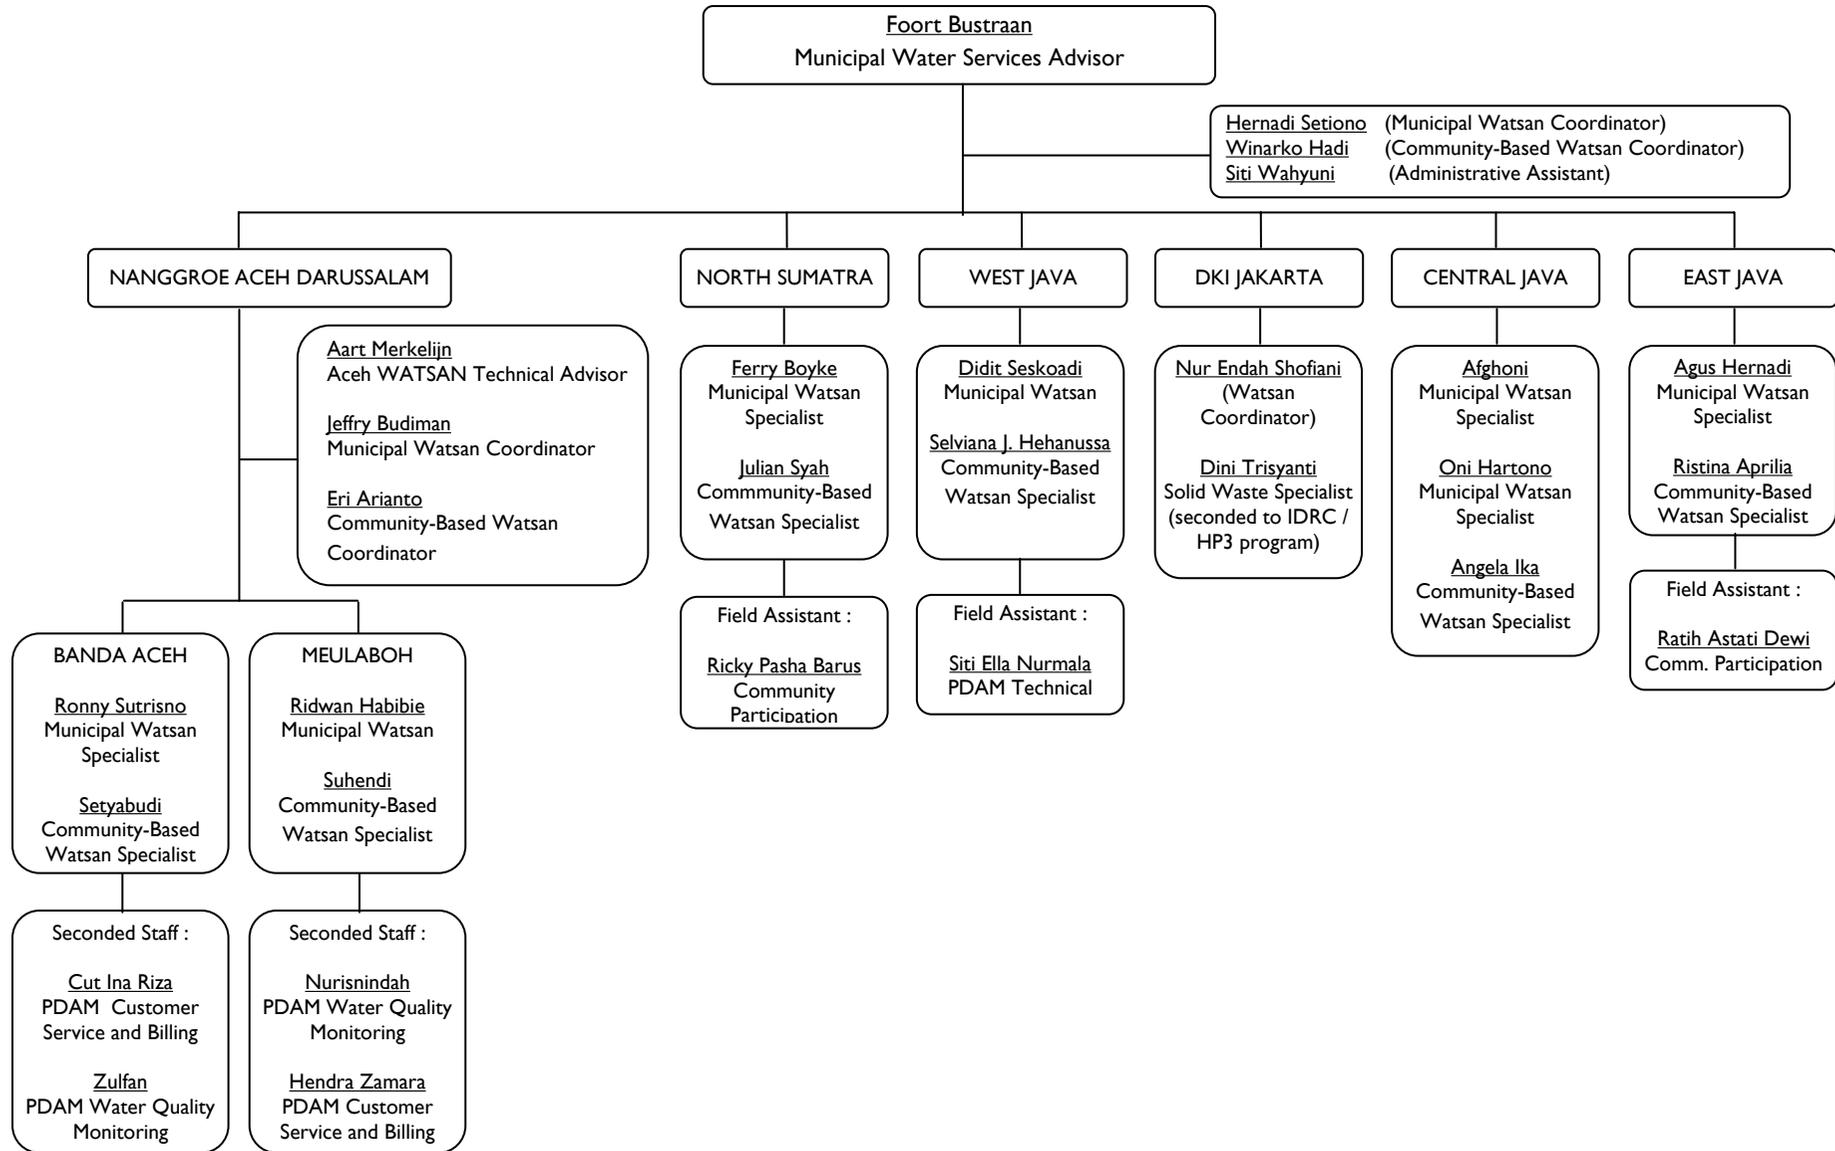 Foort Bustraan
Municipal Water Services Advisor
Hernadi Setiono (Municipal Watsan Coordinator)
Winarko Hadi (Community-Based Watsan Coordinator)
Siti Wahyuni (Administrative Assistant)
NANGGROE ACEH DARUSSALAM
NORTH SUMATRA
WEST JAVA
DKI JAKARTA
CENTRAL JAVA
EAST JAVA
Aart Merkelijn
Aceh WATSAN Technical Advisor
Jeffry Budiman
Municipal Watsan Coordinator
Eri Arianto
Community-Based Watsan
Coordinator
BANDA ACEH
Ronny Sutrisno
Municipal Watsan
Specialist
Setyabudi
Community-Based
Watsan Specialist
Seconded Staff :
Cut Ina Riza
PDAM Customer
Service and Billing
Zulfan
PDAM Water Quality
Monitoring
MEULABOH
Ridwan Habibie
Municipal Watsan
Suhendi
Community-Based
Watsan Specialist
Seconded Staff :
Nurisnindah
PDAM Water Quality
Monitoring
Hendra Zamara
PDAM Customer
Service and Billing
Ferry Boyke
Municipal Watsan
Specialist
Julian Syah
Commmunity-Based
Watsan Specialist
Field Assistant :
Ricky Pasha Barus
Community
Participation
Didit Seskoadi
Municipal Watsan
Selviana J. Hehanussa
Community-Based
Watsan Specialist
Field Assistant :
Siti Ella Nurmala
PDAM Technical
Nur Endah Shofiani
(Watsan
Coordinator)
Dini Trisyanti
Solid Waste Specialist
(seconded to IDRC /
HP3 program)
Afghoni
Municipal Watsan
Specialist
Oni Hartono
Municipal Watsan
Specialist
Angela Ika
Community-Based
Watsan Specialist
Agus Hernadi
Municipal Watsan
Specialist
Ristina Aprilia
Community-Based
Watsan Specialist
Field Assistant :
Ratih Astati Dewi
Comm. Participation